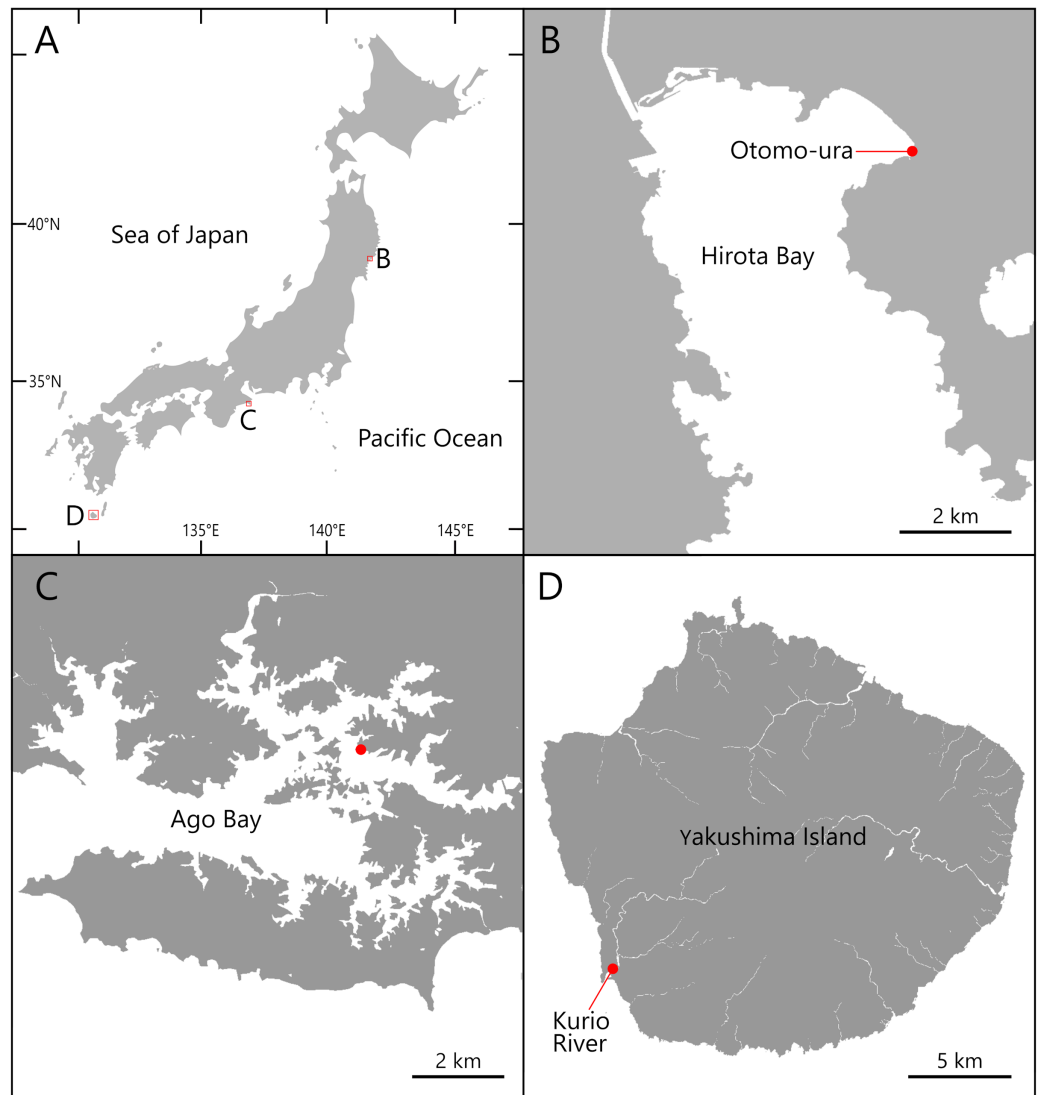 A
Sea of Japan
40°N
B
35°N
C
Pacific Ocean
D
135°E
140°E
145°E
B
Otomo-ura
Hirota Bay
2 km
C
Ago Bay
2 km
D
Yakushima Island
Kurio
River
5 km